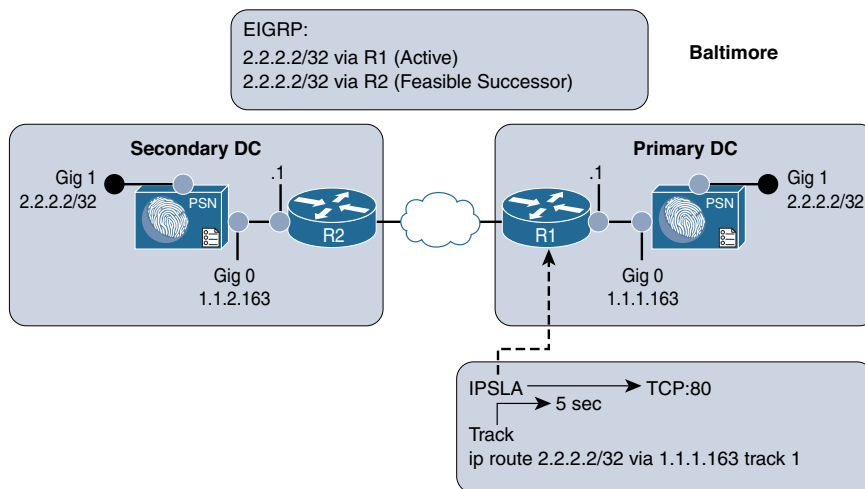 EIGRP:
2.2.2.2/32 via R1 (Active)
2.2.2.2/32 via R2 (Feasible Successor)
Baltimore
Secondary DC
Gig 1
2.2.2.2/32
PSN
.1
R2
Gig 0
1.1.2.163
Primary DC
.1
R1
PSN
Gig 1
2.2.2.2/32
Gig 0
1.1.1.163
IPSLA
TCP:80
5 sec
Track
ip route 2.2.2.2/32 via 1.1.1.163 track 1